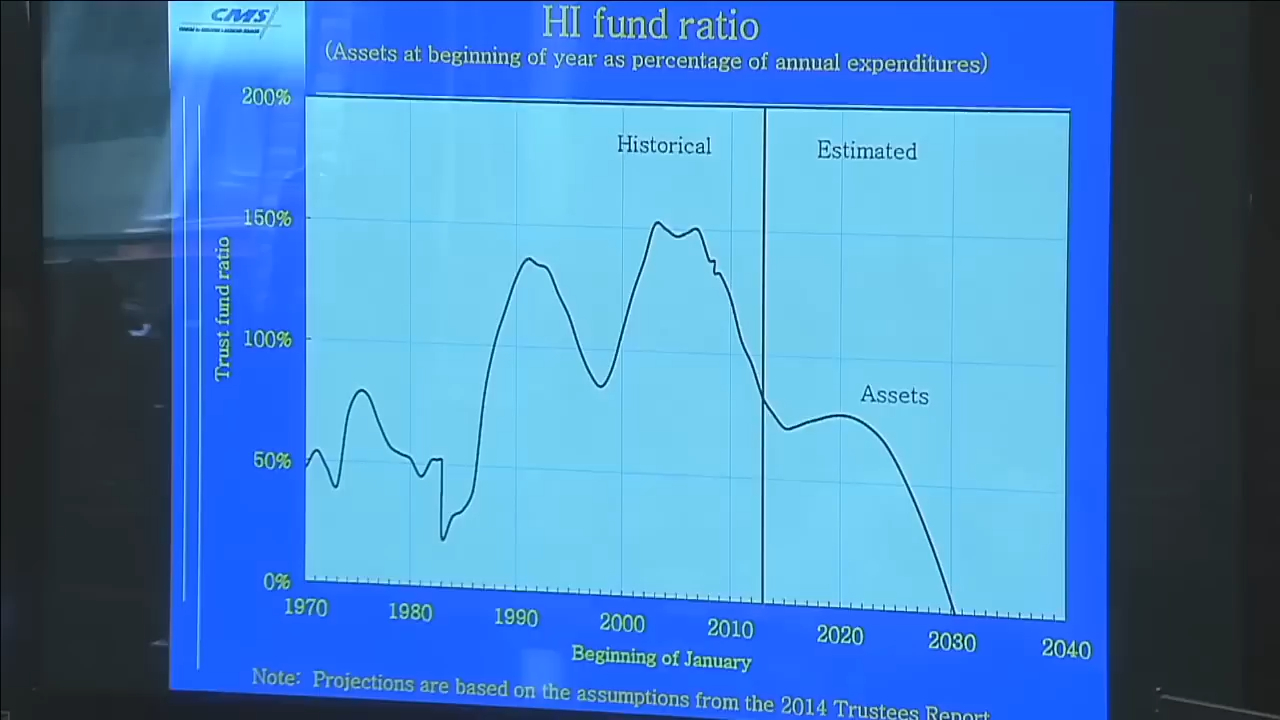 CMS
HI fund ratio
(Assets at beginning of year as percentage of annual expenditures)
200%
150%
100%
50%
0%
Trust fund ratio
Historical
Estimated
Assets
1970 1980 1990 2000 2010 2020 2030 2040
Beginning of January
Note: Projections are based on the assumptions from the 2014 Trustees Report